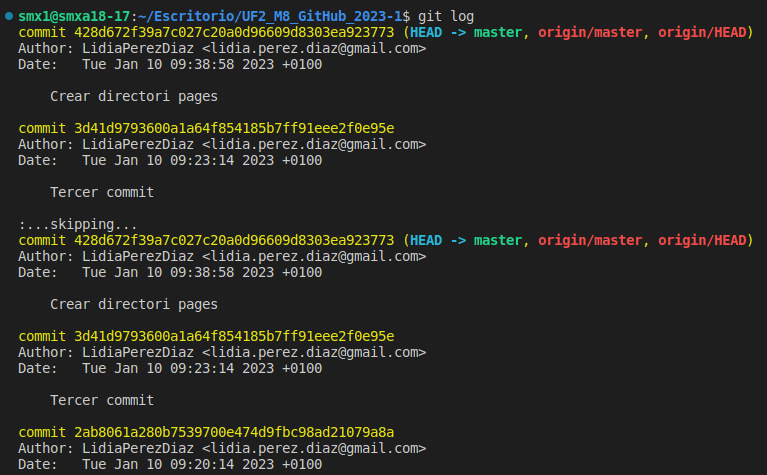 smx1@smxa18-17:~/Escritorio/UF2_M8_GitHub_2023-1$ git log
commit 428d672f39a7c027c20a0d96609d8303ea923773 (HEAD -> master, origin/master, origin/HEAD)
Author: LidiaPerezDiaz <lidia.perez.diaz@gmail.com>
Date:   Tue Jan 10 09:38:58 2023 +0100
    Crear directori pages
commit 3d41d9793600a1a64f854185b7ff91eee2f0e95e
Author: LidiaPerezDiaz <lidia.perez.diaz@gmail.com>
Date:   Tue Jan 10 09:23:14 2023 +0100
    Tercer commit
:...skipping...
commit 428d672f39a7c027c20a0d96609d8303ea923773 (HEAD -> master, origin/master, origin/HEAD)
Author: LidiaPerezDiaz <lidia.perez.diaz@gmail.com>
Date:   Tue Jan 10 09:38:58 2023 +0100
    Crear directori pages
commit 3d41d9793600a1a64f854185b7ff91eee2f0e95e
Author: LidiaPerezDiaz <lidia.perez.diaz@gmail.com>
Date:   Tue Jan 10 09:23:14 2023 +0100
    Tercer commit
commit 2ab8061a280b7539700e474d9fbc98ad21079a8a
Author: LidiaPerezDiaz <lidia.perez.diaz@gmail.com>
Date:   Tue Jan 10 09:20:14 2023 +0100